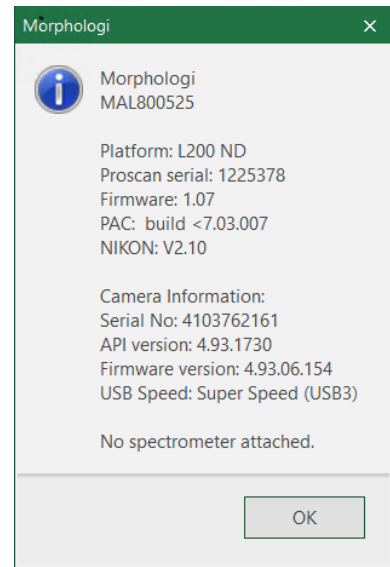 Morphologi
Morphologi
MAL800525
Platform: L200 ND
Proscan serial: 1225378
Firmware: 1.07
PAC: build <7.03.007
NIKON: V2.10
Camera Information:
Serial No: 4103762161
API version: 4.93.1730
Firmware version: 4.93.06.154
USB Speed: Super Speed (USB3)
No spectrometer attached.
OK